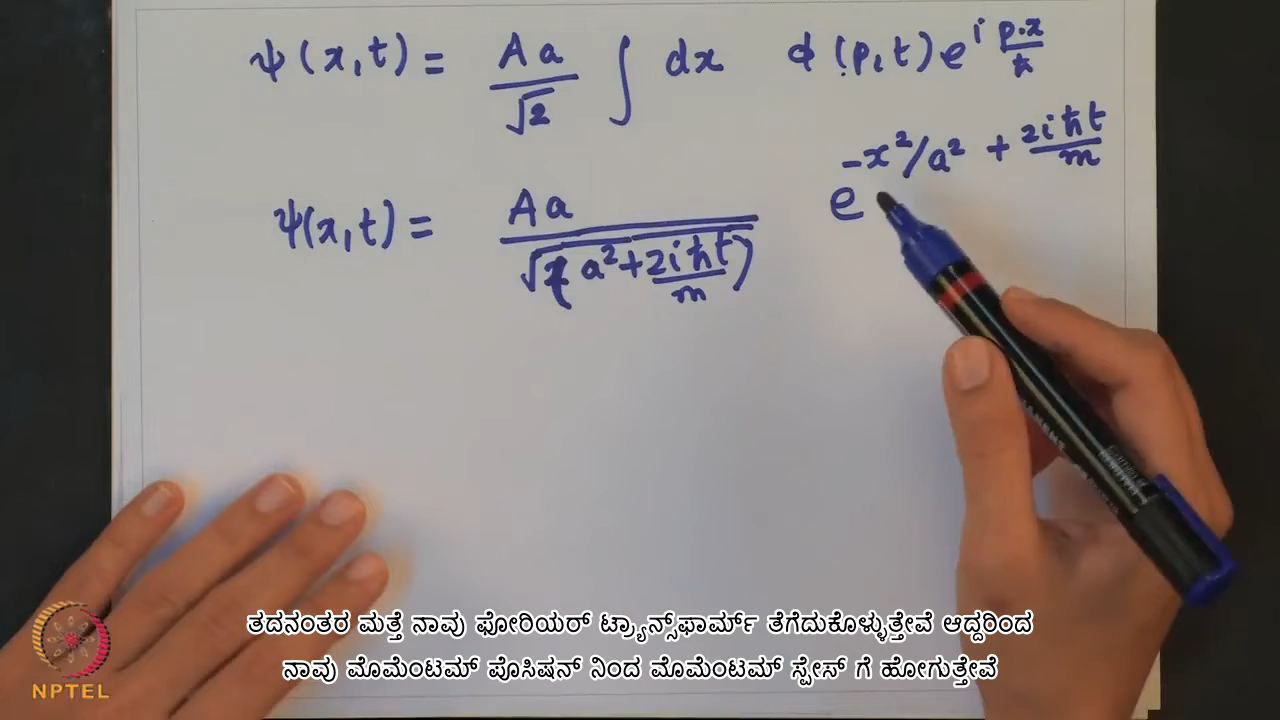 ψ(x,t) = Aa/√2 ∫ dx ϕ(p,t) e^{i p·x/ħ}
ψ(x,t) = Aa/√(a²+2iħt/m) e^{-x²/a² + 2iħt/m}
ತದನಂತರ ಮತ್ತೆ ನಾವು ಫೋರಿಯರ್ ಟ್ರ್ಯಾನ್ಸ್‌ಫಾರ್ಮ್ ತೆಗೆದುಕೊಳ್ಳುತ್ತೇವೆ ಆದ್ದರಿಂದ
ನಾವು ಮೊಮೆಂಟಮ್ ಪೊಸಿಷನ್ ನಿಂದ ಮೊಮೆಂಟಮ್ ಸ್ಪೇಸ್ ಗೆ ಹೋಗುತ್ತೇವೆ
NPTEL